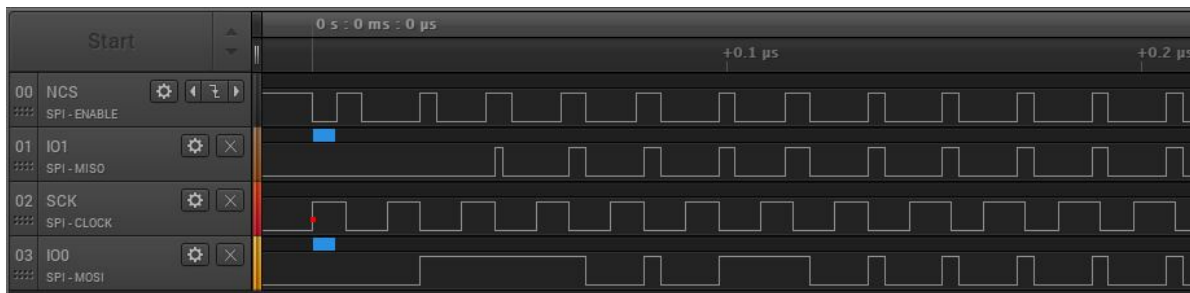 Start
0 s : 0 ms : 0 µs
+0.1 µs
+0.2 µs
00 NCS
SPI - ENABLE
01 IO1
SPI - MISO
02 SCK
SPI - CLOCK
03 IO0
SPI - MOSI